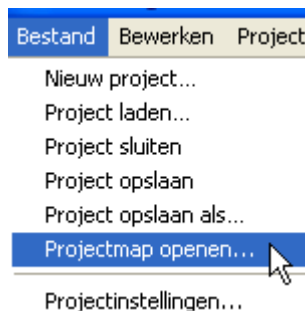 Bestand Bewerken Project
Nieuw project...
Project laden...
Project sluiten
Project opslaan
Project opslaan als...
Projectmap openen...
Projectinstellingen...